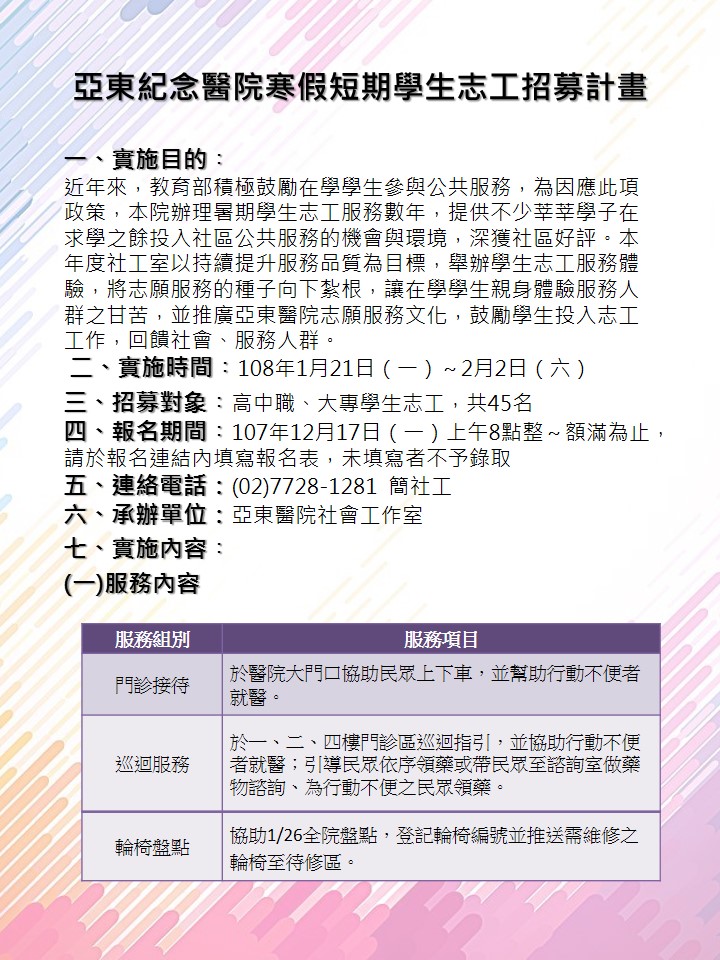 亞東紀念醫院寒假短期學生志工招募計畫
一、實施目的：
近年來，教育部積極鼓勵在學學生參與公共服務，為因應此項
政策，本院辦理暑期學生志工服務數年，提供不少莘莘學子在
求學之餘投入社區公共服務的機會與環境，深獲社區好評。本
年度社工室以持續提升服務品質為目標，舉辦學生志工服務體
驗，將志願服務的種子向下紮根，讓在學學生親身體驗服務人
群之甘苦，並推廣亞東醫院志願服務文化，鼓勵學生投入志工
工作，回饋社會、服務人群。
二、實施時間：108年1月21日（一）~2月2日（六）
三、招募對象：高中職、大專學生志工，共45名
四、報名期間：107年12月17日（一）上午8點整~額滿為止，
請於報名連結內填寫報名表，未填寫者不予錄取
五、連絡電話：(02)7728-1281 簡社工
六、承辦單位：亞東醫院社會工作室
七、實施內容：
(一)服務內容
服務組別 服務項目
門診接待 於醫院大門口協助民眾上下車，並幫助行動不便者
就醫。
巡迴服務 於一、二、四樓門診區巡迴指引，並協助行動不便
者就醫；引導民眾依序領藥或帶民眾至諮詢室做藥
物諮詢、為行動不便之民眾領藥。
輪椅盤點 協助1/26全院盤點，登記輪椅編號並推送需維修之
輪椅至待修區。